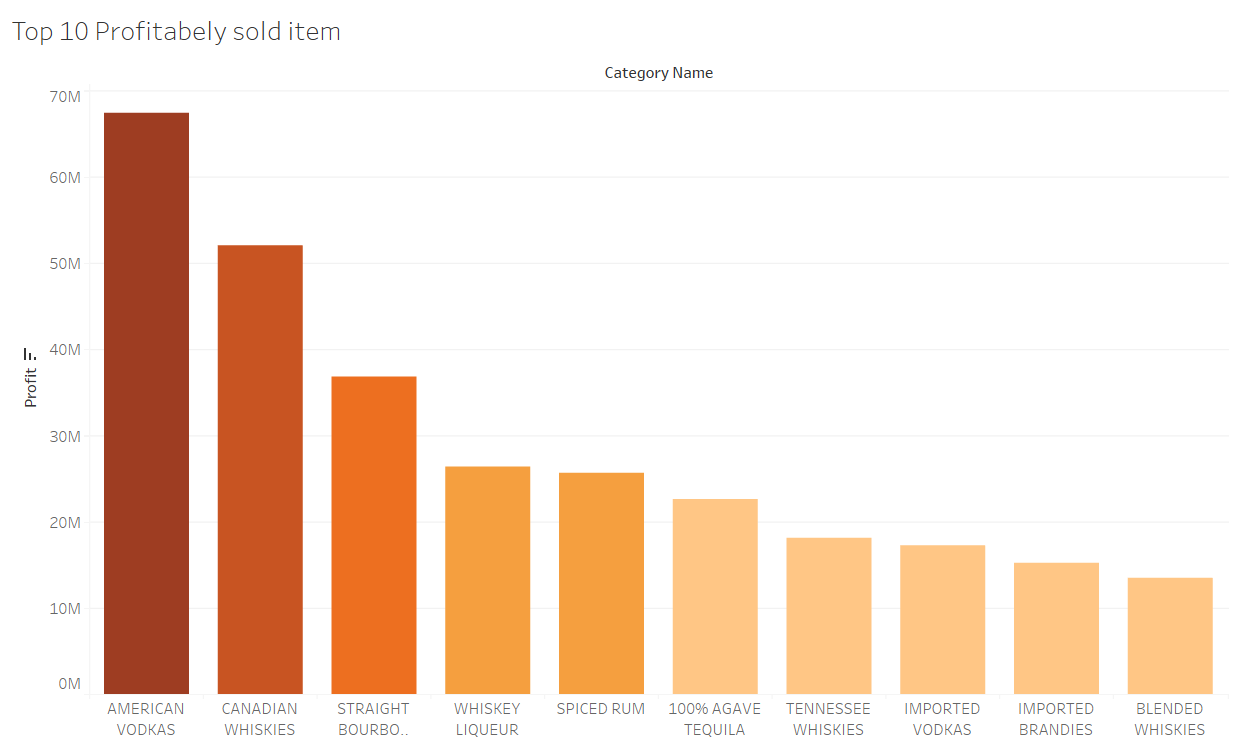 Top 10 Profitabely sold item
Category Name
70M
60M
50M
40M
30M
20M
10M
0M
Profit
AMERICAN
VODKAS
CANADIAN
WHISKIES
STRAIGHT
BOURBO..
WHISKEY
LIQUEUR
SPICED RUM
100% AGAVE
TEQUILA
TENNESSEE
WHISKIES
IMPORTED
VODKAS
IMPORTED
BRANDIES
BLENDED
WHISKIES